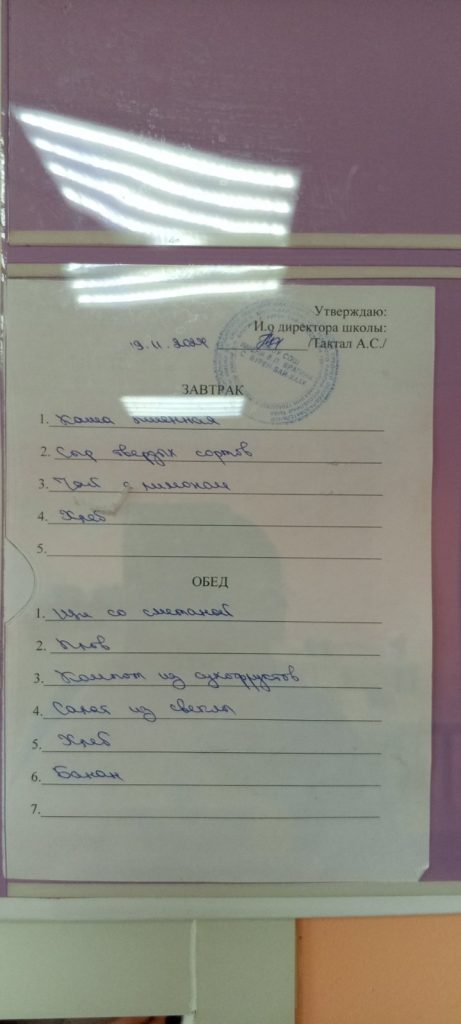 Утверждаю:
И.о директора школы:
19.11.2024 /Тактал А.С./
ЗАВТРАК
1. Каша пшенная
2. Сыр твердых сортов
3. Чай с лимоном
4. Хлеб
5.
ОБЕД
1. Щи со сметаной
2. Плов
3. Компот из сухофруктов
4. Салат из свеклы
5. Хлеб
6. Банан
7.